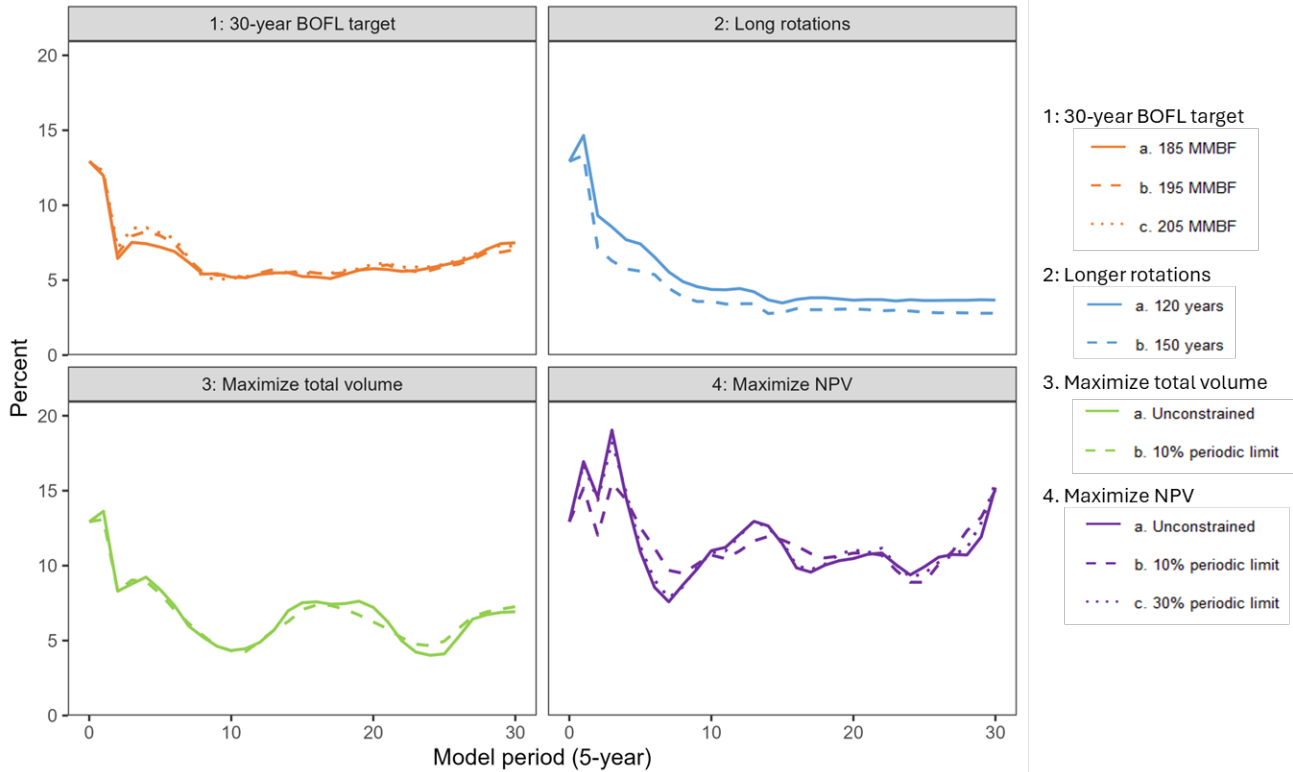 1: 30-year BOFL target
2: Long rotations
20
15
10
5
0
3: Maximize total volume
4: Maximize NPV
20
15
10
5
0
0
10
20
30
0
10
20
30
Percent
Model period (5-year)
1: 30-year BOFL target
a. 185 MMBF
b. 195 MMBF
c. 205 MMBF
2: Longer rotations
a. 120 years
b. 150 years
3. Maximize total volume
a. Unconstrained
b. 10% periodic limit
4. Maximize NPV
a. Unconstrained
b. 10% periodic limit
c. 30% periodic limit